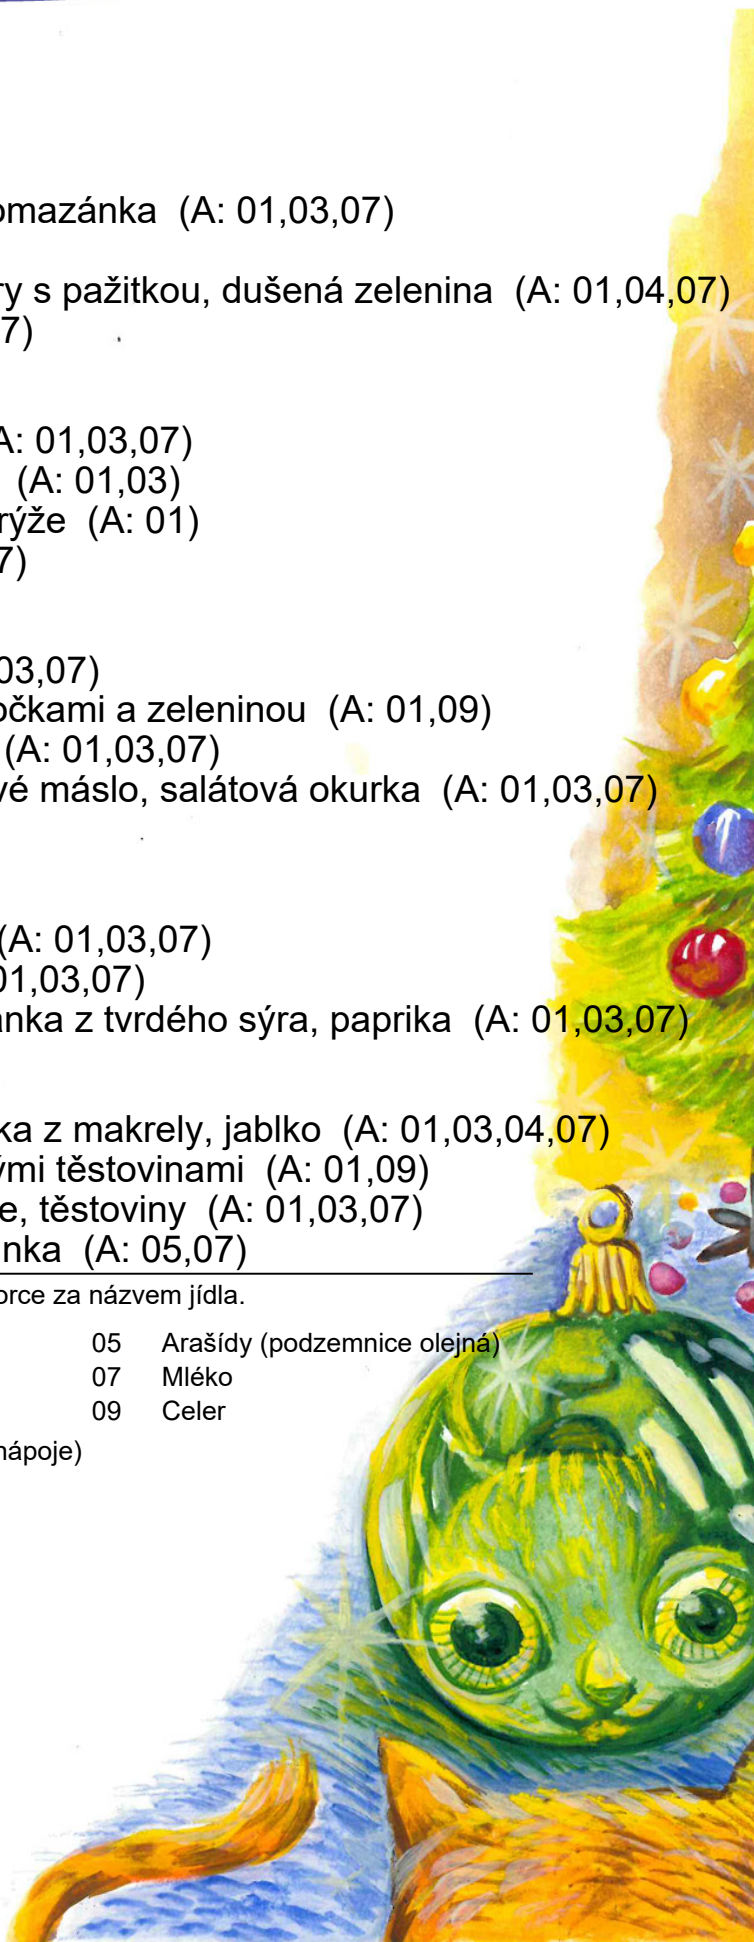 omazánka (A: 01,03,07)
ry s pažitkou, dušená zelenina (A: 01,04,07)
7)
A: 01,03,07)
(A: 01,03)
rýže (A: 01)
7)
03,07)
očkami a zeleninou (A: 01,09)
(A: 01,03,07)
vé máslo, salátová okurka (A: 01,03,07)
(A: 01,03,07)
01,03,07)
anka z tvrdého sýra, paprika (A: 01,03,07)
ka z makrely, jablko (A: 01,03,04,07)
ými těstovinami (A: 01,09)
e, těstoviny (A: 01,03,07)
nka (A: 05,07)
orce za názvem jídla.
05 Arašídy (podzemnice olejná)
07 Mléko
09 Celer
nápoje)